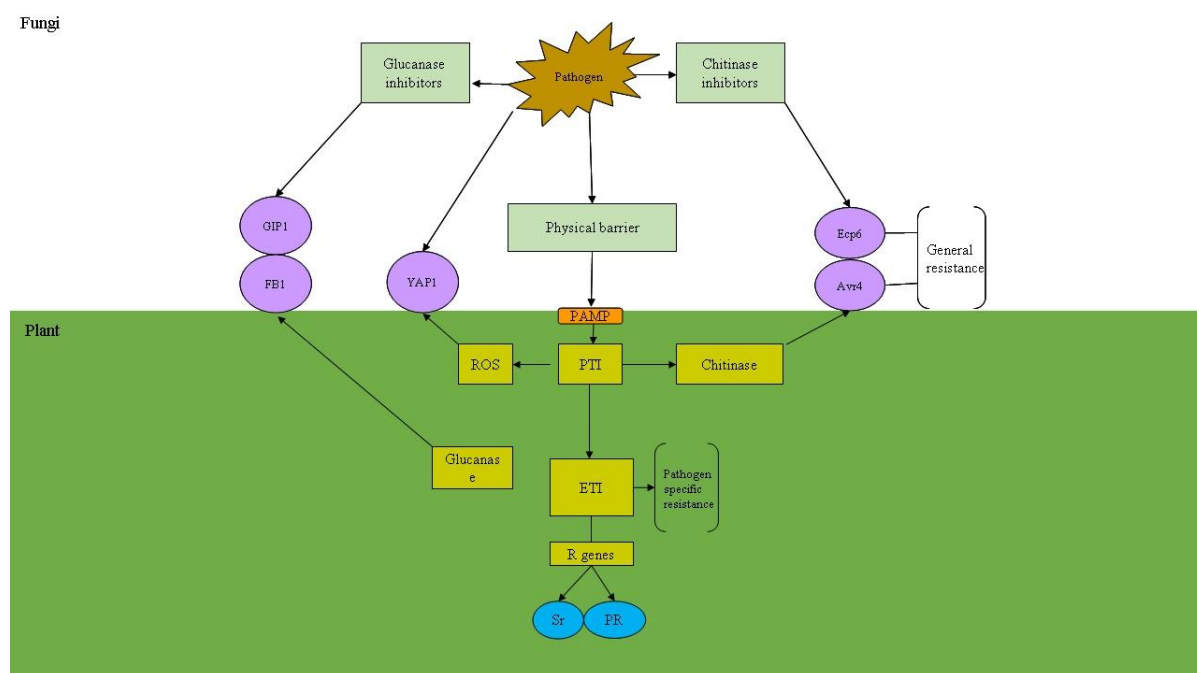 Fungi
Glucanase
inhibitors
Pathogen
Chitinase
inhibitors
GIP1
FB1
YAP1
Physical barrier
Ecp6
Avr4
General
resistance
PAMP
Plant
ROS
PTI
Chitinase
Glucanas
e
ETI
Pathogen
specific
resistance
R genes
Sr
PR